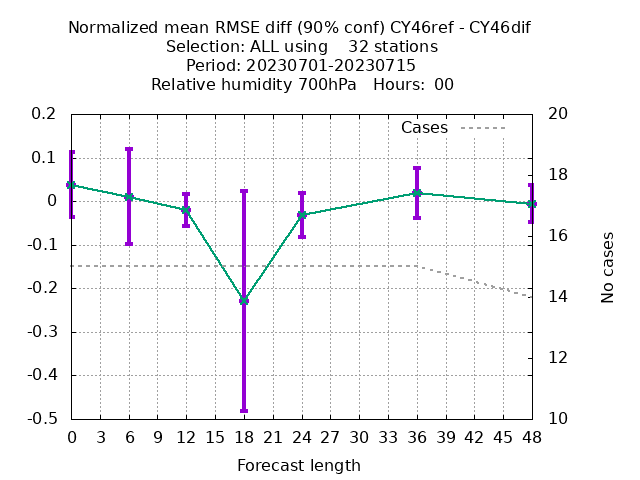 Normalized mean RMSE diff (90% conf) CY46ref - CY46dif
Selection: ALL using    32 stations
Period: 20230701-20230715
Relative humidity 700hPa   Hours:  00
Cases
0.2
0.1
0
-0.1
-0.2
-0.3
-0.4
-0.5
20
18
16
14
12
10
No cases
0 3 6 9 12 15 18 21 24 27 30 33 36 39 42 45 48
Forecast length